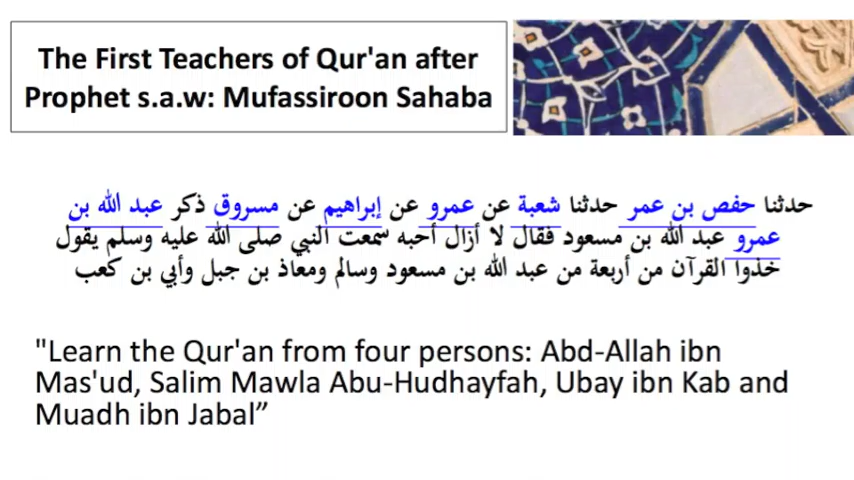 The First Teachers of Qur'an after
Prophet s.a.w: Mufassiroon Sahaba
حدثنا حفص بن عمر حدثنا شعبة عن عمرو عن إبراهيم عن مسروق ذكر عبد الله بن
عمرو عبد الله بن مسعود فقال لا أزال أحبه سمعت النبي صلى الله عليه وسلم يقول
خذوا القرآن من أربعة من عبد الله بن مسعود وسالم ومعاذ بن جبل وأبي بن كعب
"Learn the Qur'an from four persons: Abd-Allah ibn
Mas'ud, Salim Mawla Abu-Hudhayfah, Ubay ibn Kab and
Muadh ibn Jabal”